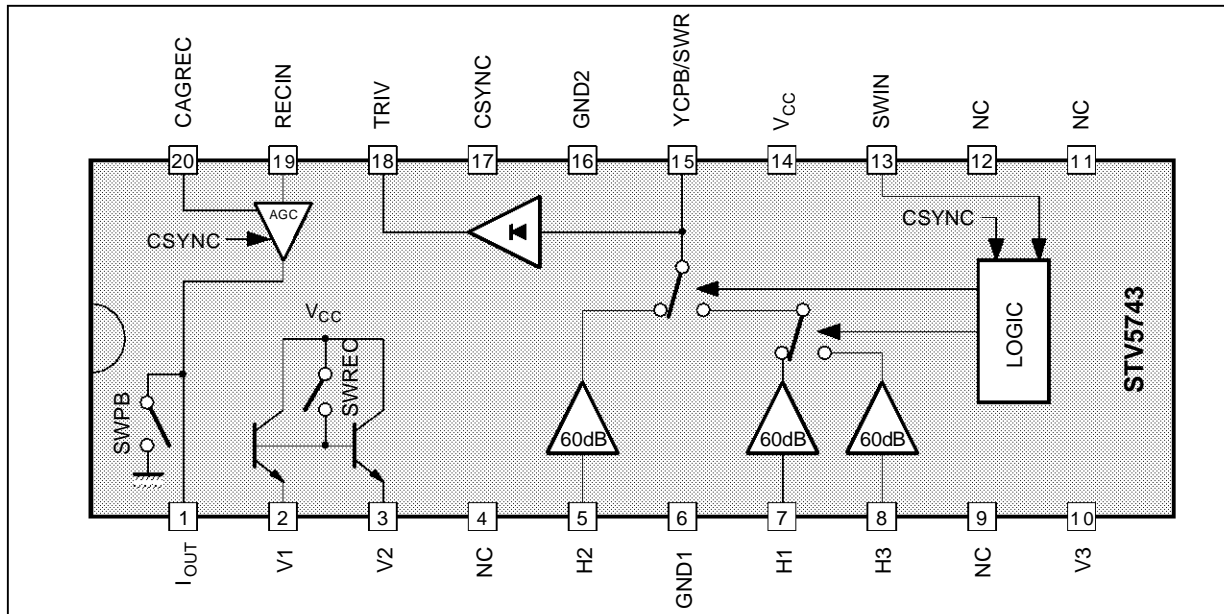 CAGREC
RECIN
TRIV
CSYNC
GND2
YCPB/SWR
VCC
SWIN
NC
NC
20
19
18
17
16
15
14
13
12
11
AGC
CSYNC
CSYNC
VCC
SWREC
SWPB
LOGIC
STV5743
60dB
60dB
60dB
1
2
3
4
5
6
7
8
9
10
IOUT
V1
V2
NC
H2
GND1
H1
H3
NC
V3